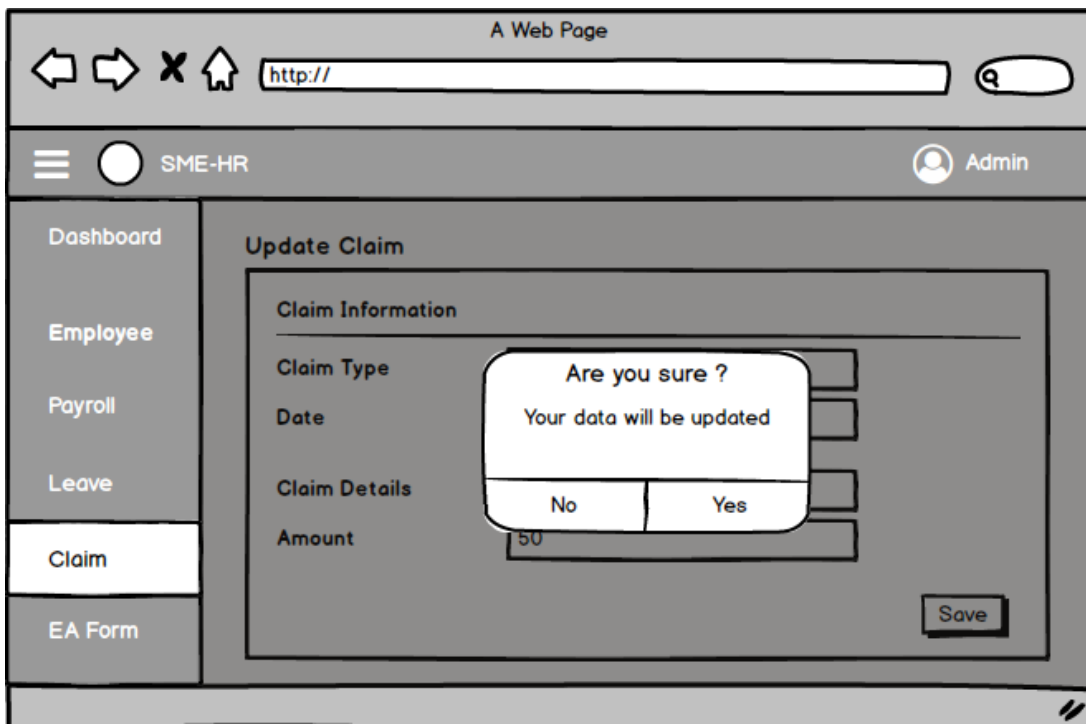 A Web Page
http://
SME-HR
Admin
Dashboard
Employee
Payroll
Leave
Claim
EA Form
Update Claim
Claim Information
Claim Type
Date
Claim Details
Amount
50
Save
Are you sure ?
Your data will be updated
No Yes